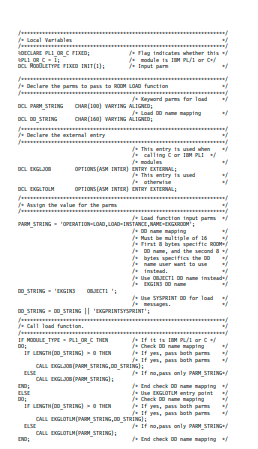 /****************************************************************/
/* Local Variables */
/****************************************************************/
%DECLARE PL1_OR_C FIXED; /* Flag indicates whether this */
%PL1_OR_C = 1; /* module is IBM PL/1 or C*/
DCL MODULETYPE FIXED INIT(1); /* Input parm */
/****************************************************************/
/* Declare the parms to pass to ROOM LOAD function */
/****************************************************************/
/* Keyword parms for load */
DCL PARM_STRING CHAR(100) VARYING ALIGNED;
/* Load DD name mapping */
DCL DD_STRING CHAR(160) VARYING ALIGNED;
/****************************************************************/
/* Declare the external entry */
/****************************************************************/
/* This entry is used when */
/* calling C or IBM PLI */
/* modules */
DCL EXGLJOB OPTIONS(ASM INTER) ENTRY EXTERNAL;
/* This entry is used */
/* otherwise */
DCL EXGLOTLM OPTIONS(ASM INTER) ENTRY EXTERNAL;
/****************************************************************/
/* Assign the value for the parms */
/****************************************************************/
/* Load function input parms */
PARM_STRING = 'OPERATION=LOAD,LOAD=INSTANCE,NAME=EXGXROOM';
/* DD name mapping */
/* Must be multiple of 16 */
/* First 8 bytes specific ROOM*/
/* DD name, and the second 8 */
/* bytes specifics the DD */
/* name user want to use */
/* instead. */
/* Use OBJECT1 DD name instead*/
/* EXGIN3 DD name */
DD_STRING = 'EXGIN3 OBJECT1 ';
/* Use SYSPRINT DD for load */
/* messages. */
DD_STRING = DD_STRING || 'EXGPRINTSYSPRINT';
/****************************************************************/
/* Call load function. */
/****************************************************************/
IF MODULE_TYPE = PL1_OR_C THEN /* If it is IBM PL/1 or C */
DO; /* Check DD name mapping */
IF LENGTH(DD_STRING) > 0 THEN /* If yes, pass both parms */
/* If yes, pass both parms */
CALL EXGLJOB(PARM_STRING,DD_STRING);
ELSE /* If no,pass only PARM_STRING*/
CALL EXGLJOB(PARM_STRING);
END; /* End check DD name mapping */
ELSE /* Use EXGLOTLM entry point */
DO; /* Check DD name mapping */
IF LENGTH(DD_STRING) > 0 THEN /* If yes, pass both parms */
/* If yes, pass both parms */
CALL EXGLOTLM(PARM_STRING,DD_STRING);
ELSE /* If no,pass only PARM_STRING*/
CALL EXGLOTLM(PARM_STRING);
END; /* End check DD name mapping */